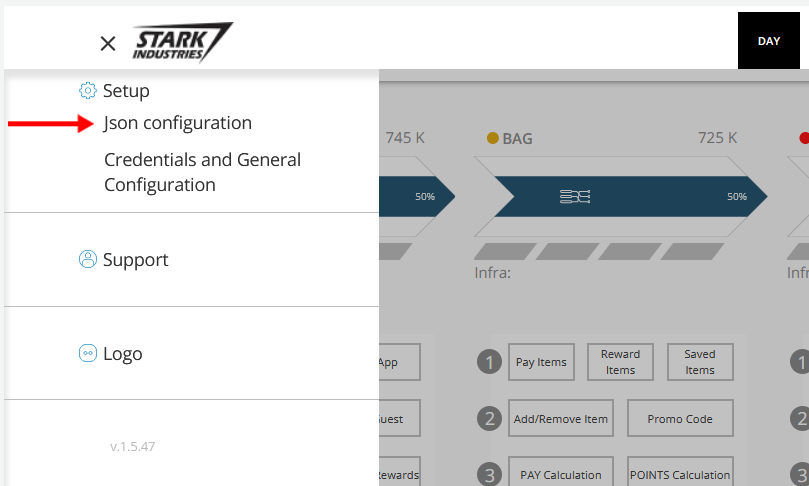 STARK
INDUSTRIES
DAY
Setup
Json configuration
Credentials and General
Configuration
Support
Logo
v.1.5.47
745 K
50%
BAG
725 K
50%
Infra:
Infr
App
uest
Rewards
1
Pay Items
Reward
Items
Saved
Items
2
Add/Remove Item
Promo Code
3
PAY Calculation
POINTS Calculation
1
2
3